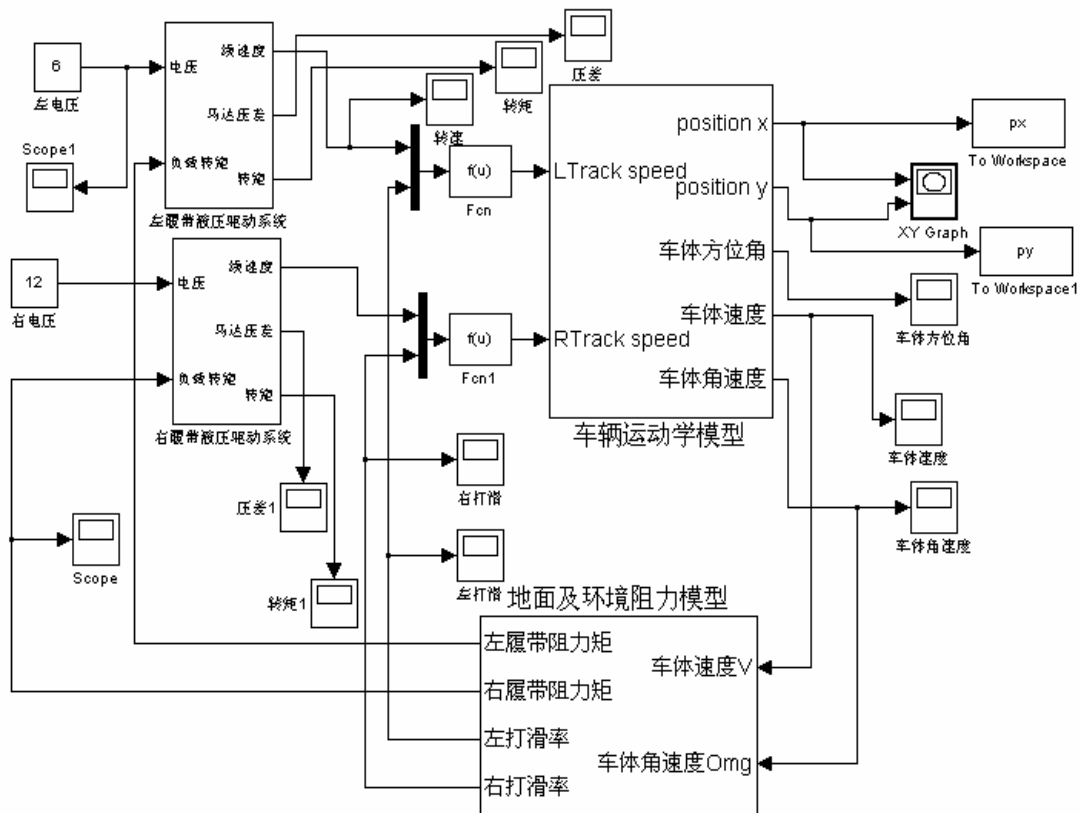 6
左电压
Scope1
电压
负载转矩
线速度
马达压差
转矩
左履带液压驱动系统
压差
转矩
转速
12
右电压
电压
负载转矩
线速度
马达压差
转矩
右履带液压驱动系统
f(u)
Fcn
f(u)
Fcn1
LTrack speed
RTrack speed
position x
position y
车体方位角
车体速度
车体角速度
车辆运动学模型
px
To Workspace
XY Graph
py
To Workspace1
车体方位角
车体速度
车体角速度
右打滑
左打滑
压差1
转矩1
Scope
地面及环境阻力模型
左履带阻力矩
右履带阻力矩
左打滑率
右打滑率
车体速度V
车体角速度Omg